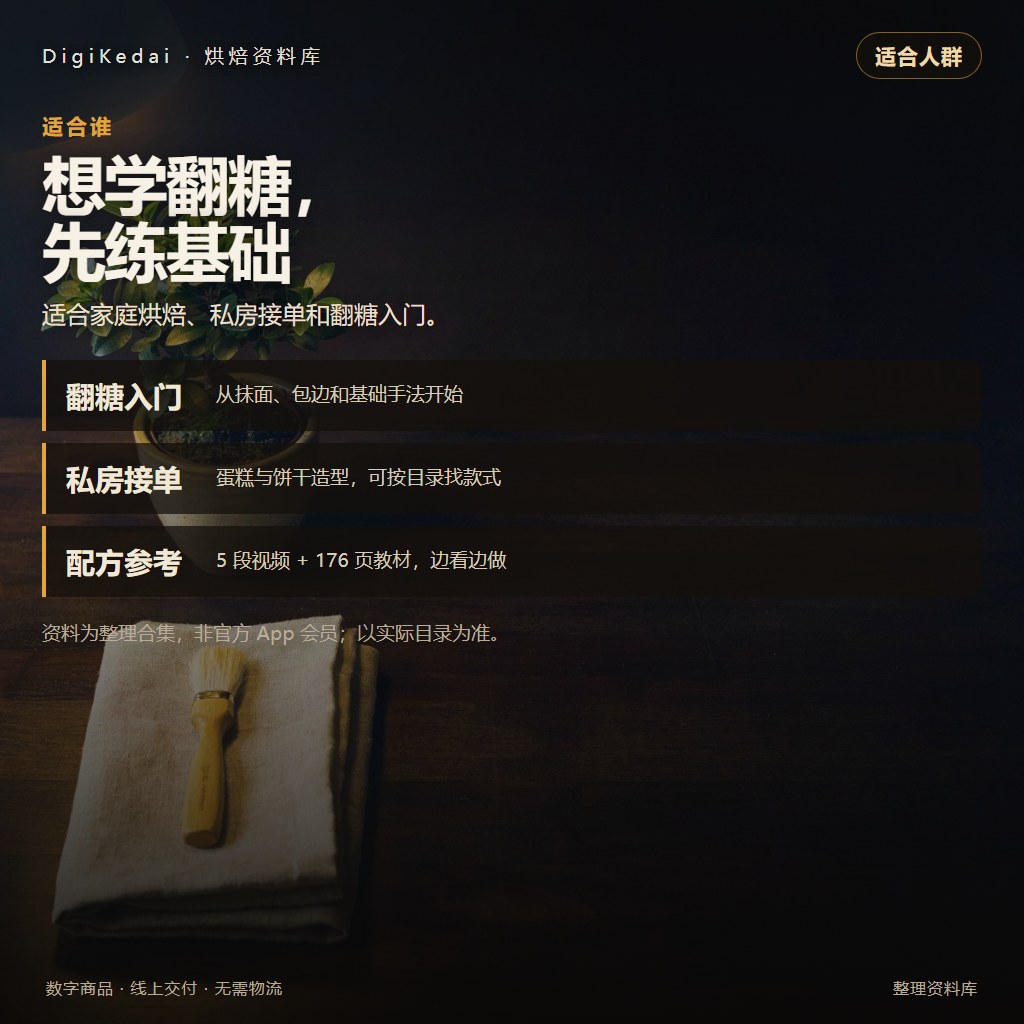 DigiKedai · 烘焙资料库
适合人群
适合谁
想学翻糖，
先练基础
适合家庭烘焙、私房接单和翻糖入门。
翻糖入门
从抹面、包边和基础手法开始
私房接单
蛋糕与饼干造型，可按目录找款式
配方参考
5 段视频 + 176 页教材，边看边做
资料为整理合集，非官方 App 会员；以实际目录为准。
数字商品 · 线上交付 · 无需物流
整理资料库